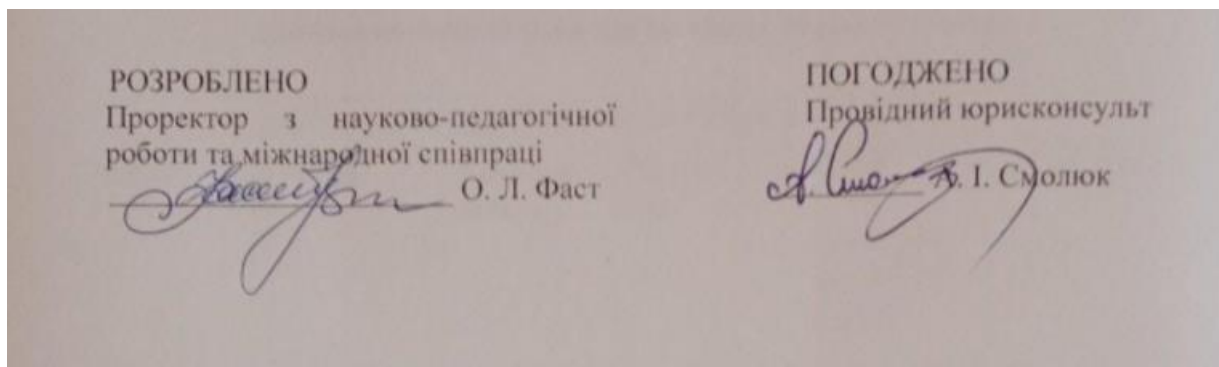 РОЗРОБЛЕНО
Проректор з науково-педагогічної
роботи та міжнародної співпраці
О. Л. Фаст
ПОГОДЖЕНО
Провідний юрисконсульт
І. Смолюк